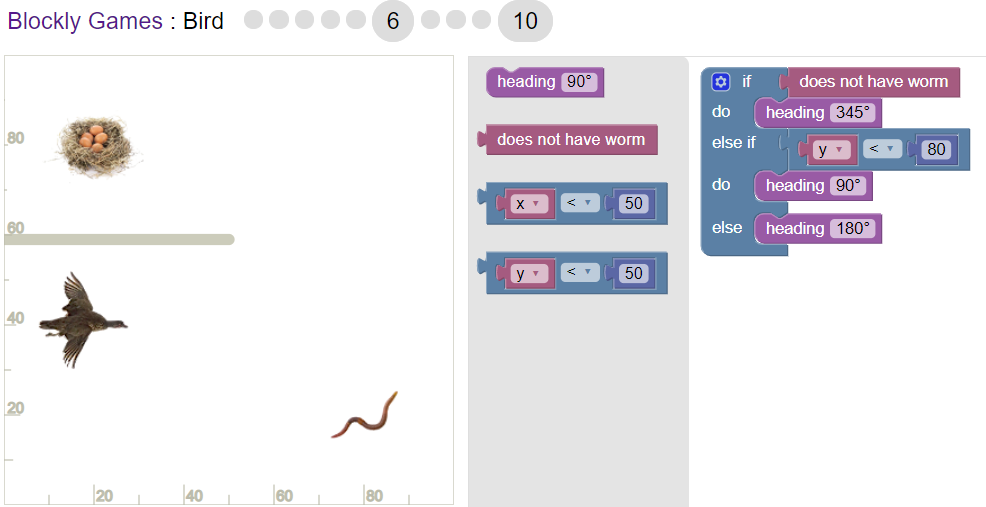 Blockly Games : Bird 6 10
80
60
40
20
20 40 60 80
heading 90°
does not have worm
x ▾ < ▾ 50
y ▾ < ▾ 50
if does not have worm
do heading 345°
else if y ▾ < ▾ 80
do heading 90°
else heading 180°